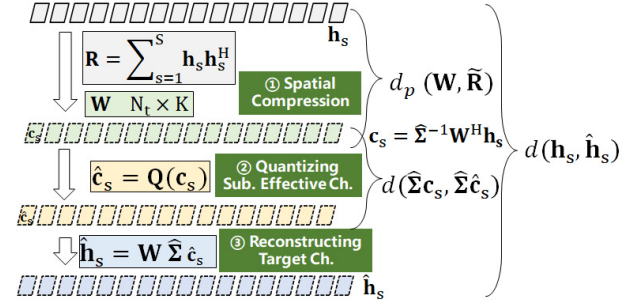 h_s
R = ∑_{s=1}^{S} h_s h_s^H
① Spatial
Compression
W N_t × K
d_p (W, R̃)
c_s
c_s = Σ̂^{-1}W^H h_s
d(h_s, ĥ_s)
ĉ_s = Q(c_s)
② Quantizing
Sub. Effective Ch.
d(Σ̂c_s, Σ̂ĉ_s)
ĉ_s
ĥ_s = W Σ̂ ĉ_s
③ Reconstructing
Target Ch.
ĥ_s